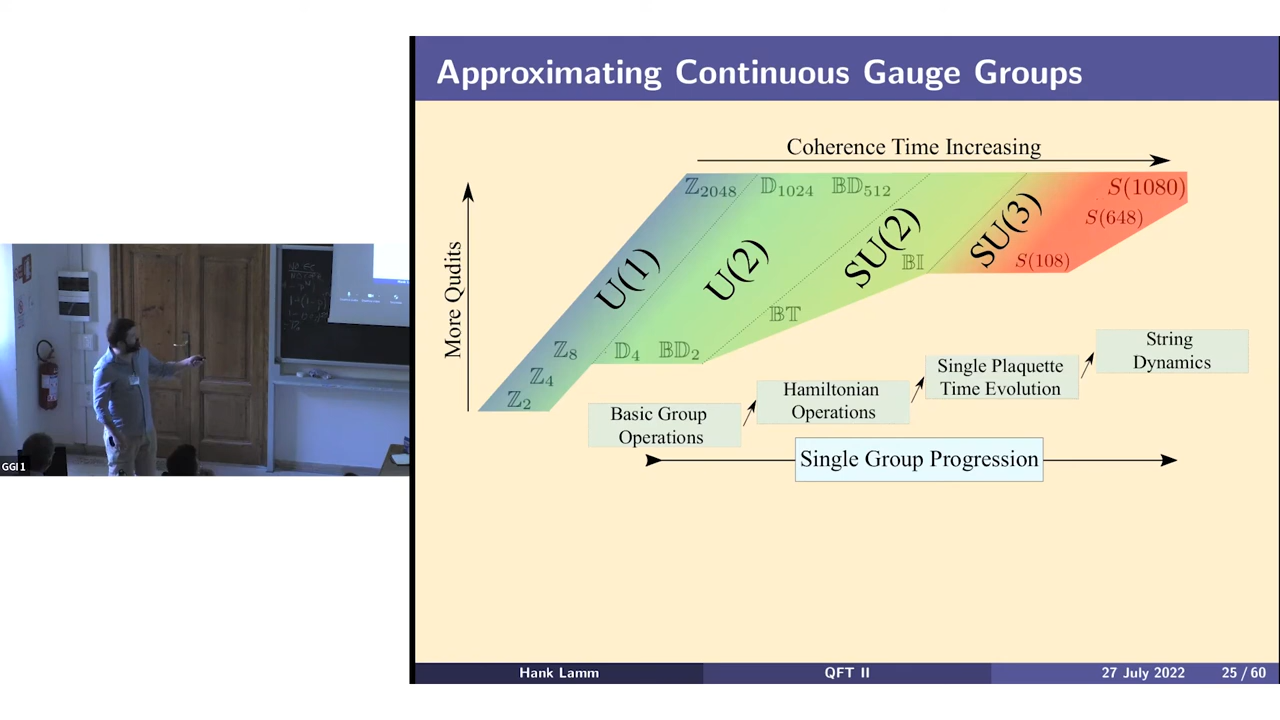 Approximating Continuous Gauge Groups
Coherence Time Increasing
More Qudits
ℤ2048 𝔻1024 𝔹𝔻512 S(1080)
S(648)
U(1) U(2) SU(2) SU(3)
𝔹𝕀 S(108)
𝔹𝕋
ℤ8 𝔻4 𝔹𝔻2
ℤ4
ℤ2
Basic Group
Operations
Hamiltonian
Operations
Single Plaquette
Time Evolution
String
Dynamics
Single Group Progression
GGI 1
Hank Lamm QFT II 27 July 2022 25 / 60